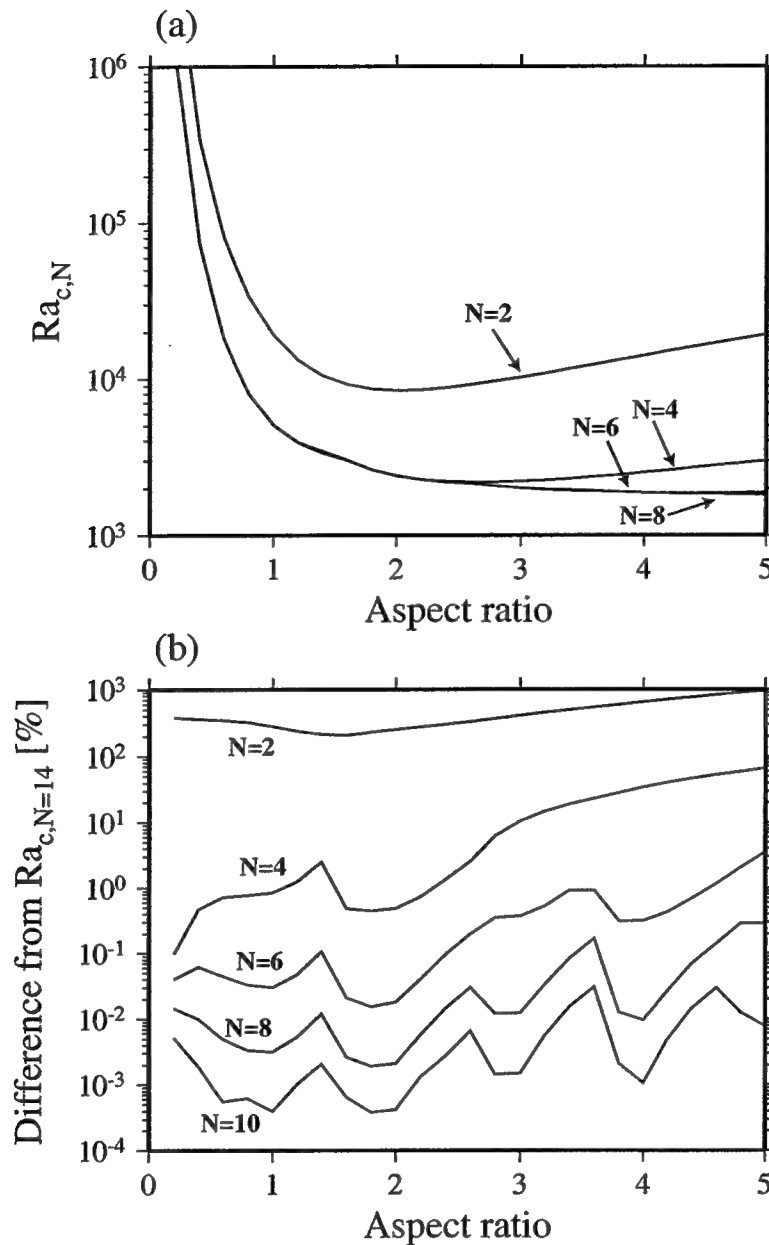 (a)
10^6
10^5
10^4
10^3
Ra_{c,N}
N=2
N=4
N=6
N=8
0 1 2 3 4 5
Aspect ratio
(b)
10^3
10^2
10^1
10^0
10^-1
10^-2
10^-3
10^-4
Difference from Ra_{c,N=14} [%]
N=2
N=4
N=6
N=8
N=10
0 1 2 3 4 5
Aspect ratio